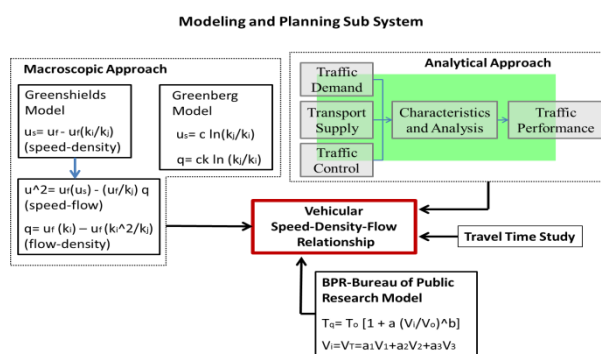 Modeling and Planning Sub System
Macroscopic Approach
Greenshields
Model
us= uf - uf(ki/kj)
(speed-density)
Greenberg
Model
us= c ln(kj/ki)
q= ck ln (kj/ki)
u^2= uf(us) - (uf/kj) q
(speed-flow)
q= uf (ki) – uf (ki^2/kj)
(flow-density)
Analytical Approach
Traffic
Demand
Transport
Supply
Traffic
Control
Characteristics
and Analysis
Traffic
Performance
Vehicular
Speed-Density-Flow
Relationship
Travel Time Study
BPR-Bureau of Public
Research Model
Tq= To [1 + a (Vi/Vo)^b]
Vi=VT=a1V1+a2V2+a3V3